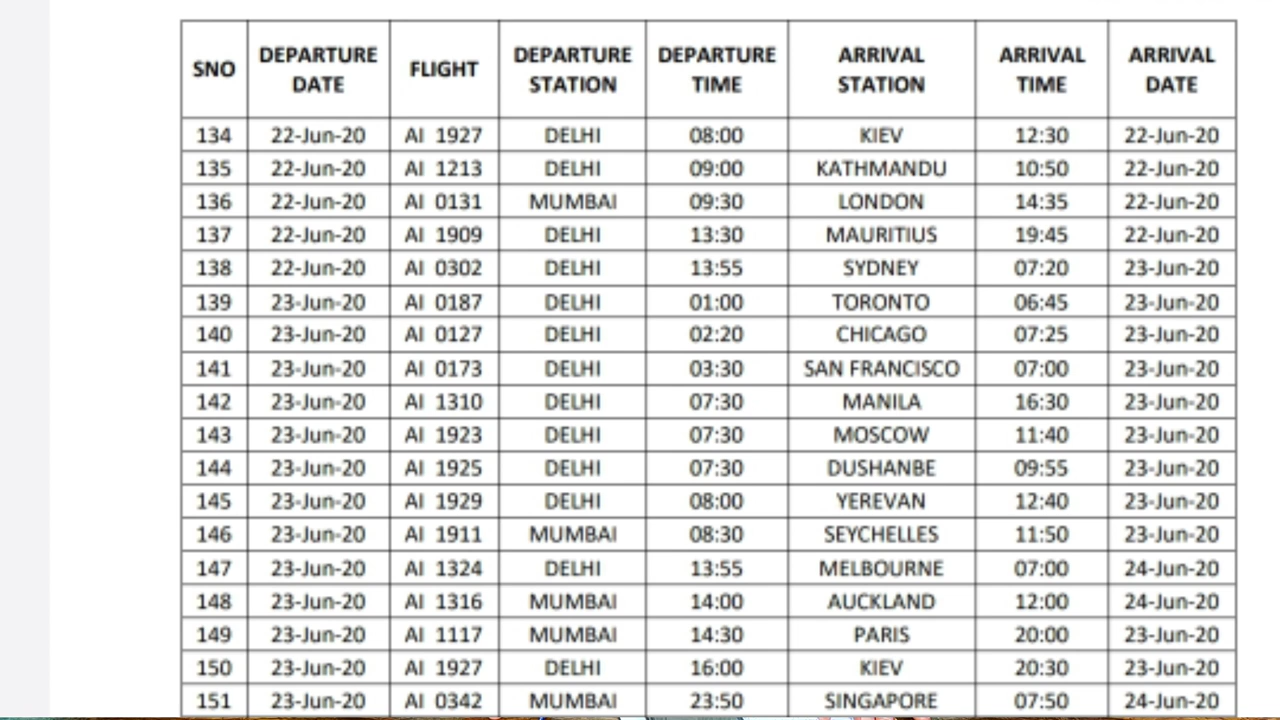 SNO DEPARTURE DATE FLIGHT DEPARTURE STATION DEPARTURE TIME ARRIVAL STATION ARRIVAL TIME ARRIVAL DATE
134 22-Jun-20 AI 1927 DELHI 08:00 KIEV 12:30 22-Jun-20
135 22-Jun-20 AI 1213 DELHI 09:00 KATHMANDU 10:50 22-Jun-20
136 22-Jun-20 AI 0131 MUMBAI 09:30 LONDON 14:35 22-Jun-20
137 22-Jun-20 AI 1909 DELHI 13:30 MAURITIUS 19:45 22-Jun-20
138 22-Jun-20 AI 0302 DELHI 13:55 SYDNEY 07:20 23-Jun-20
139 23-Jun-20 AI 0187 DELHI 01:00 TORONTO 06:45 23-Jun-20
140 23-Jun-20 AI 0127 DELHI 02:20 CHICAGO 07:25 23-Jun-20
141 23-Jun-20 AI 0173 DELHI 03:30 SAN FRANCISCO 07:00 23-Jun-20
142 23-Jun-20 AI 1310 DELHI 07:30 MANILA 16:30 23-Jun-20
143 23-Jun-20 AI 1923 DELHI 07:30 MOSCOW 11:40 23-Jun-20
144 23-Jun-20 AI 1925 DELHI 07:30 DUSHANBE 09:55 23-Jun-20
145 23-Jun-20 AI 1929 DELHI 08:00 YEREVAN 12:40 23-Jun-20
146 23-Jun-20 AI 1911 MUMBAI 08:30 SEYCHELLES 11:50 23-Jun-20
147 23-Jun-20 AI 1324 DELHI 13:55 MELBOURNE 07:00 24-Jun-20
148 23-Jun-20 AI 1316 MUMBAI 14:00 AUCKLAND 12:00 24-Jun-20
149 23-Jun-20 AI 1117 MUMBAI 14:30 PARIS 20:00 23-Jun-20
150 23-Jun-20 AI 1927 DELHI 16:00 KIEV 20:30 23-Jun-20
151 23-Jun-20 AI 0342 MUMBAI 23:50 SINGAPORE 07:50 24-Jun-20